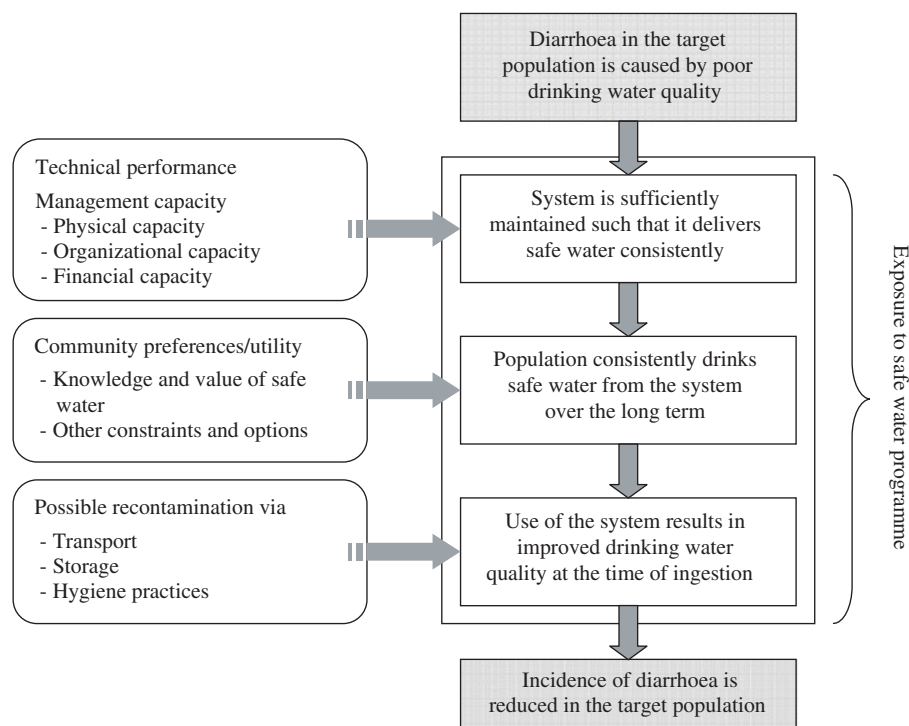 Diarrhoea in the target
population is caused by poor
drinking water quality
Technical performance
Management capacity
- Physical capacity
- Organizational capacity
- Financial capacity
System is sufficiently
maintained such that it delivers
safe water consistently
Community preferences/utility
- Knowledge and value of safe
water
- Other constraints and options
Population consistently drinks
safe water from the system
over the long term
Possible recontamination via
- Transport
- Storage
- Hygiene practices
Use of the system results in
improved drinking water
quality at the time of ingestion
Exposure to safe water programme
Incidence of diarrhoea is
reduced in the target population